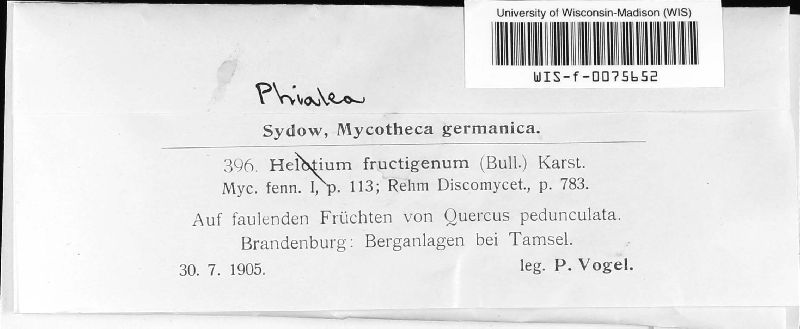 University of Wisconsin-Madison (WIS)
WIS-f-0075652
Phialea
Sydow, Mycotheca germanica.
396. Helotium fructigenum (Bull.) Karst.
Myc. fenn. I, p. 113; Rehm Discomycet., p. 783.
Auf faulenden Früchten von Quercus pedunculata.
Brandenburg: Berganlagen bei Tamsel.
30. 7. 1905. leg. P. Vogel.